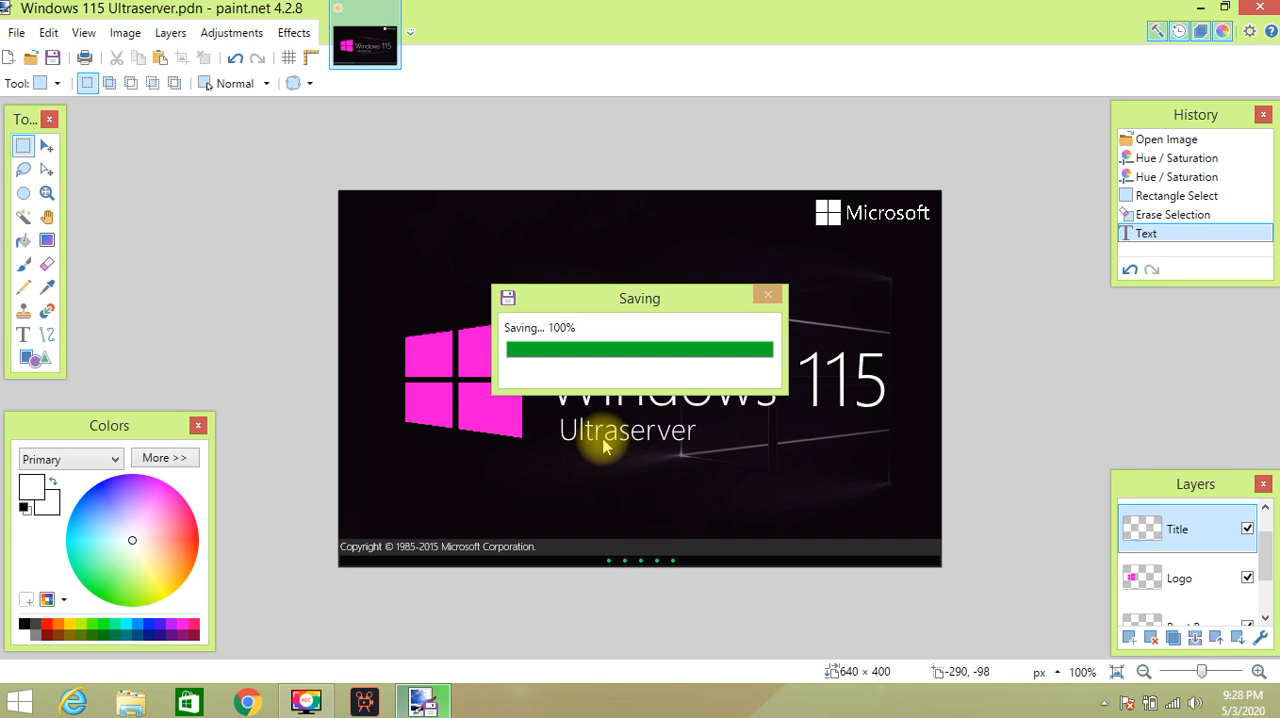 Windows 115 Ultraserver.pdn - paint.net 4.2.8
File Edit View Image Layers Adjustments Effects
Tool: Normal
To...
History
Open Image
Hue / Saturation
Hue / Saturation
Rectangle Select
Erase Selection
Text
Microsoft
Saving
Saving... 100%
Windows 115
Ultraserver
Copyright © 1985-2015 Microsoft Corporation.
Colors
Primary
More >>
Layers
Title
Logo
640 × 400
-290, -98
px
100%
REC
9:28 PM
5/3/2020